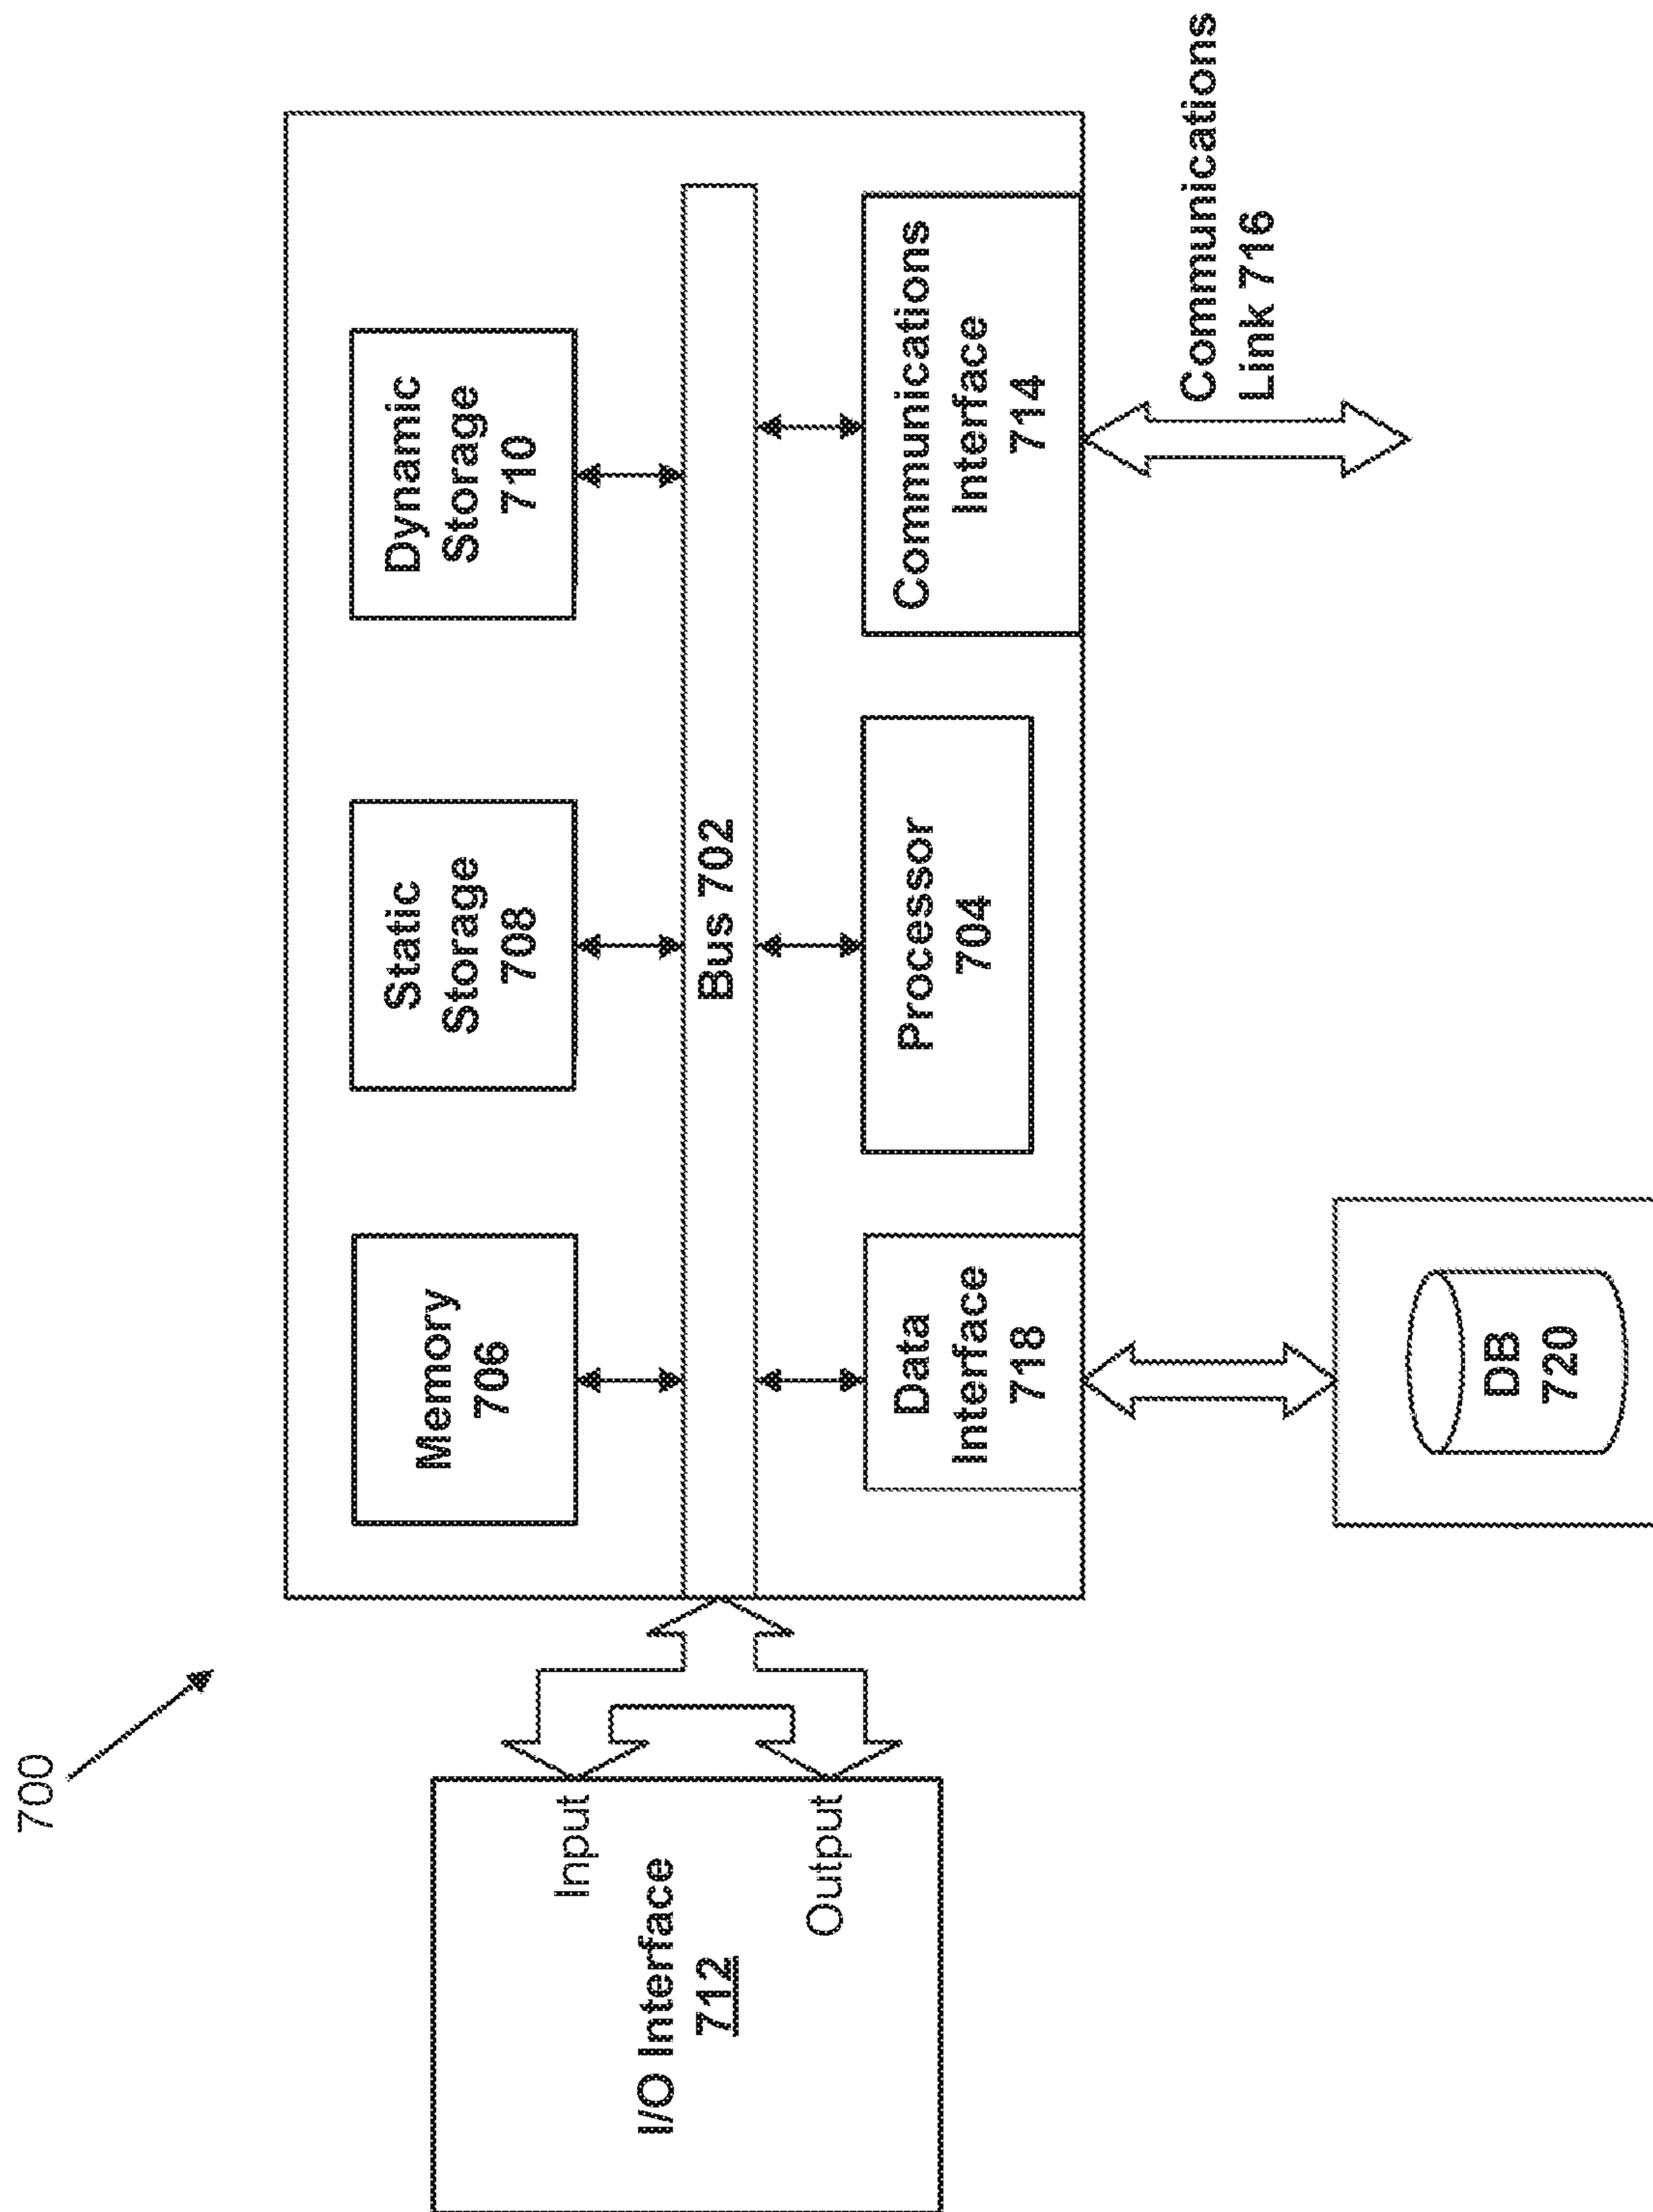 700
Memory
706
Static
Storage
708
Dynamic
Storage
710
I/O Interface
712
Input
Output
Bus 702
Data
Interface
718
Processor
704
Communications
Interface
714
Communications
Link 716
DB
720